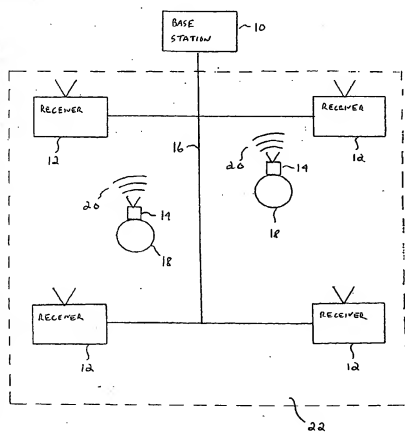 BASE
STATION
10
RECEIVER
RECEIVER
12
16
12
20
14
20
14
18
18
RECEIVER
RECEIVER
12
12
22